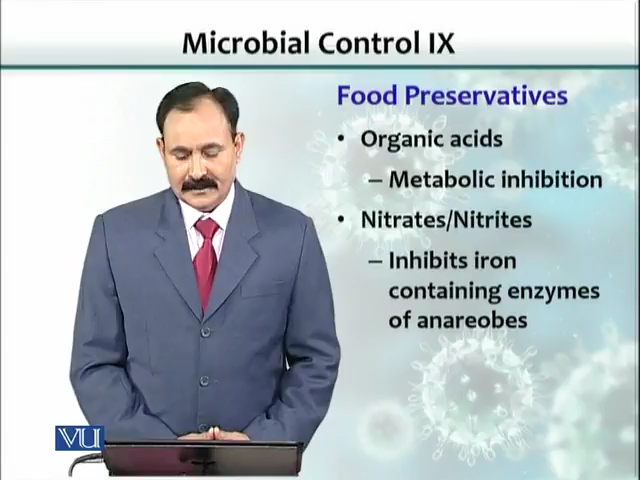 Microbial Control IX
Food Preservatives
• Organic acids
– Metabolic inhibition
• Nitrates/Nitrites
– Inhibits iron
containing enzymes
of anareobes
VU